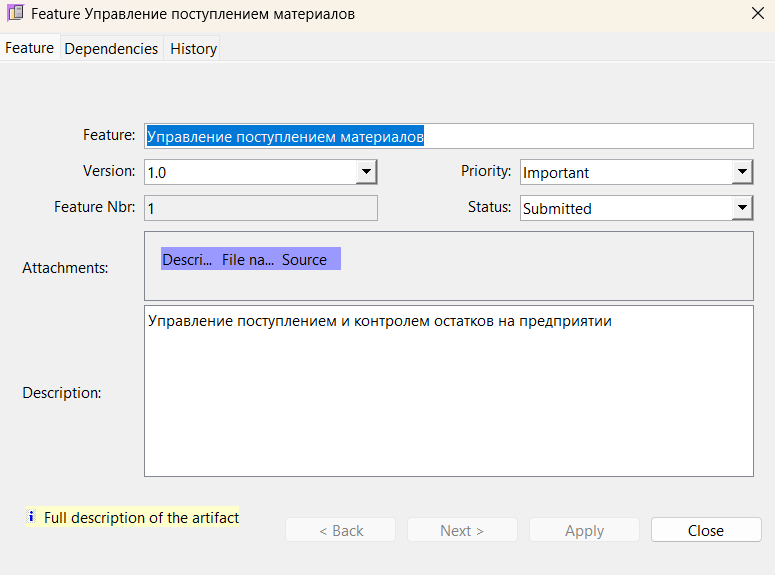 Feature Управление поступлением материалов
Feature Dependencies History
Feature: Управление поступлением материалов
Version: 1.0 Priority: Important
Feature Nbr: 1 Status: Submitted
Attachments: Descri... File na... Source
Управление поступлением и контролем остатков на предприятии
Description:
Full description of the artifact
< Back Next > Apply Close